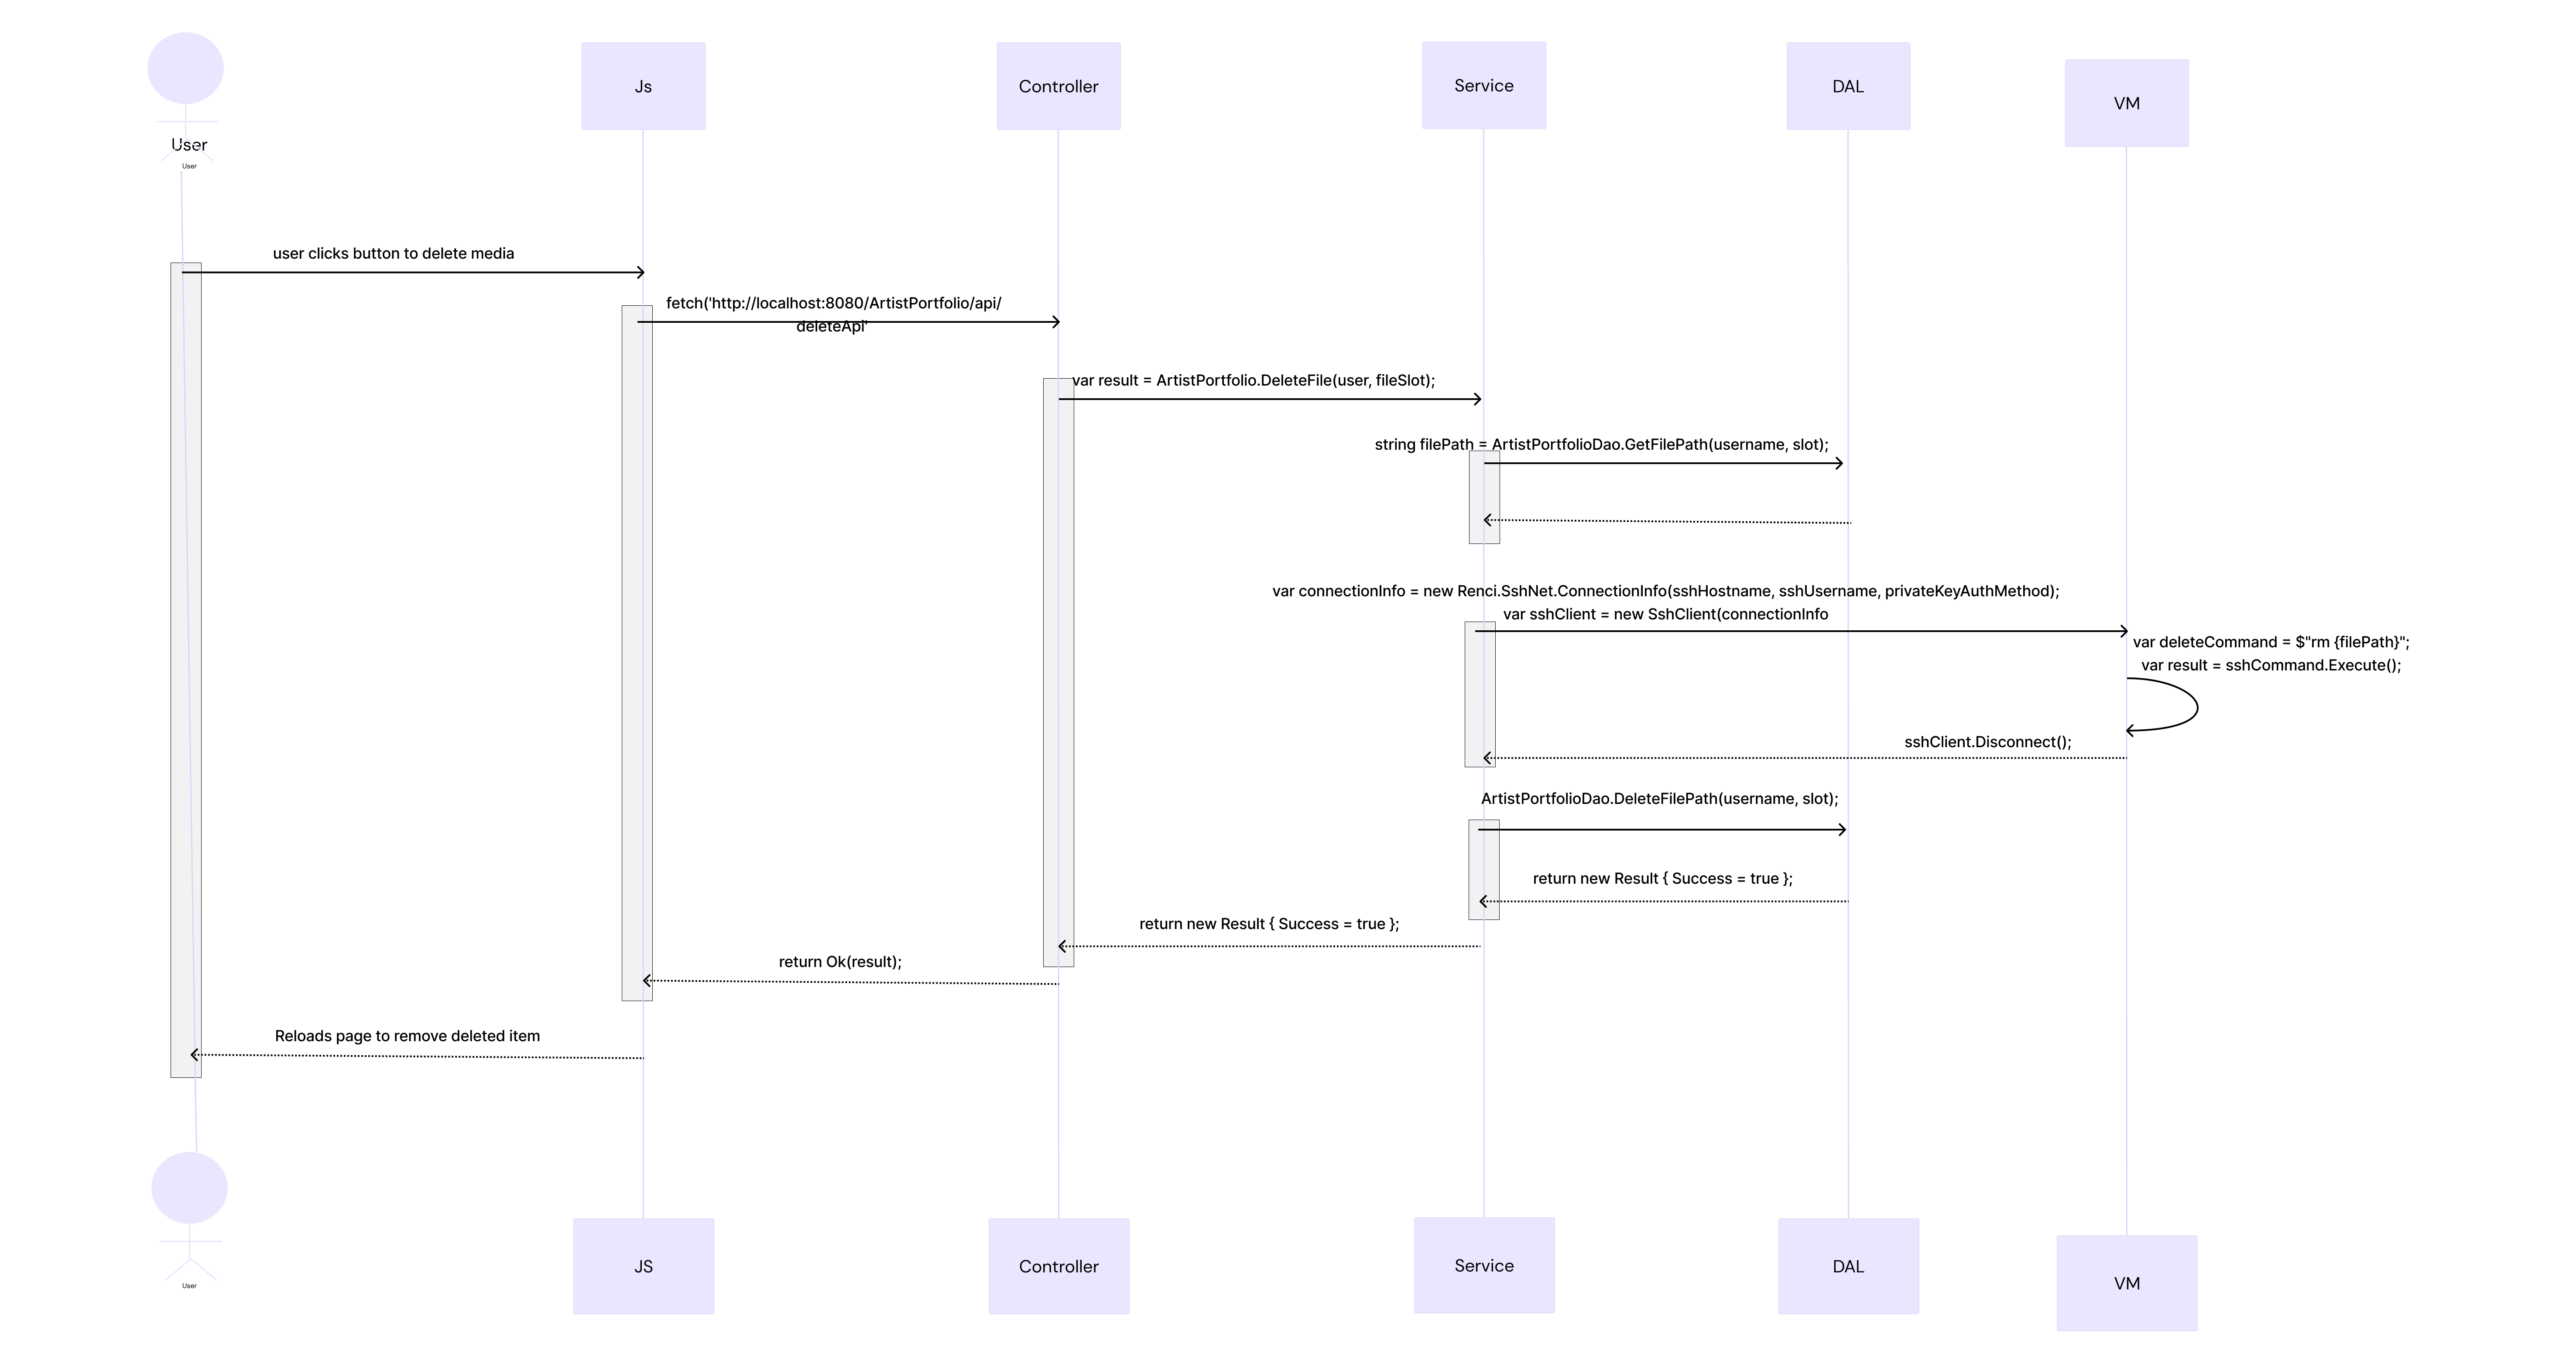 Js
Controller
Service
DAL
VM
User
User
user clicks button to delete media
fetch('http://localhost:8080/ArtistPortfolio/api/
deleteApi'
var result = ArtistPortfolio.DeleteFile(user, fileSlot);
string filePath = ArtistPortfolioDao.GetFilePath(username, slot);
var connectionInfo = new Renci.SshNet.ConnectionInfo(sshHostname, sshUsername, privateKeyAuthMethod);
var sshClient = new SshClient(connectionInfo
var deleteCommand = $"rm {filePath}";
var result = sshCommand.Execute();
sshClient.Disconnect();
ArtistPortfolioDao.DeleteFilePath(username, slot);
return new Result { Success = true };
return new Result { Success = true };
return Ok(result);
Reloads page to remove deleted item
User
JS
Controller
Service
DAL
VM